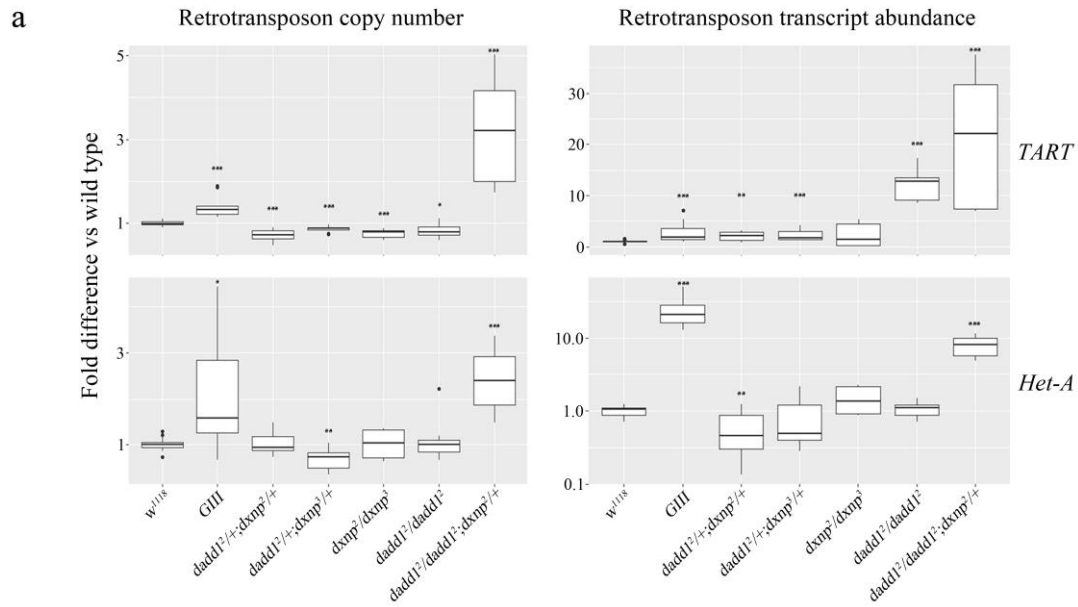 a
Retrotransposon copy number
Retrotransposon transcript abundance
Fold difference vs wild type
5
3
1
***
***
***
***
*
***
30
20
10
0
***
**
***
***
***
TART
3
1
*
**
***
10.0
1.0
0.1
***
**
***
Het-A
w¹¹¹⁸
GIII
dadd1²/+;dxnp²/+
dadd1²/+;dxnp³/+
dxnp²/dxnp³
dadd1²/dadd1²
dadd1²/dadd1²;dxnp²/+
w¹¹¹⁸
GIII
dadd1²/+;dxnp²/+
dadd1²/+;dxnp³/+
dxnp²/dxnp³
dadd1²/dadd1²
dadd1²/dadd1²;dxnp²/+